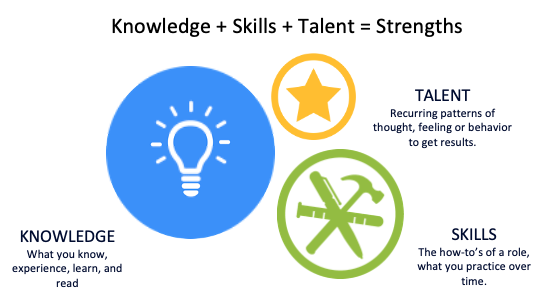 Knowledge + Skills + Talent = Strengths
TALENT
Recurring patterns of
thought, feeling or behavior
to get results.
KNOWLEDGE
What you know,
experience, learn, and
read
SKILLS
The how-to's of a role,
what you practice over
time.